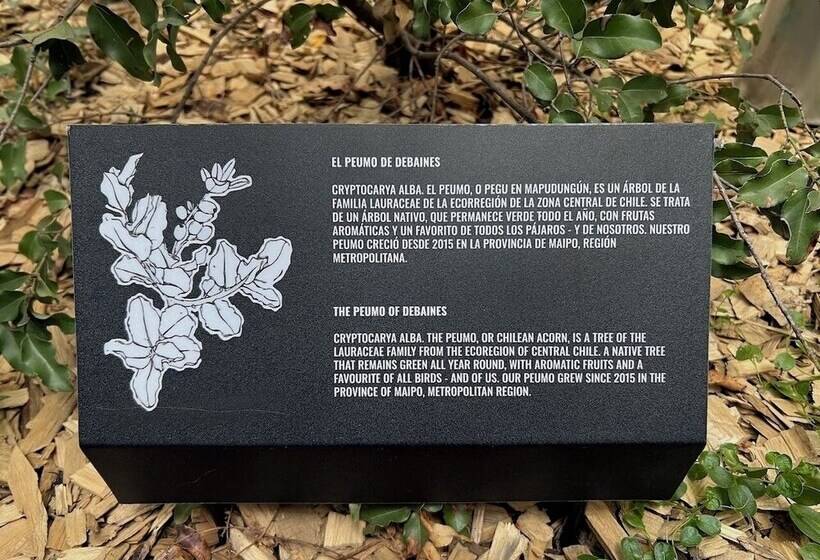 EL PEUMO DE DEBAINES
CRYPTOCARYA ALBA. EL PEUMO, O PEGU EN MAPUDUNGÚN, ES UN ÁRBOL DE LA
FAMILIA LAURACEAE DE LA ECORREGIÓN DE LA ZONA CENTRAL DE CHILE. SE TRATA
DE UN ÁRBOL NATIVO, QUE PERMANECE VERDE TODO EL AÑO, CON FRUTAS
AROMÁTICAS Y UN FAVORITO DE TODOS LOS PÁJAROS - Y DE NOSOTROS. NUESTRO
PEUMO CRECIÓ DESDE 2015 EN LA PROVINCIA DE MAIPO, REGIÓN
METROPOLITANA.
THE PEUMO OF DEBAINES
CRYPTOCARYA ALBA. THE PEUMO, OR CHILEAN ACORN, IS A TREE OF THE
LAURACEAE FAMILY FROM THE ECOREGION OF CENTRAL CHILE. A NATIVE TREE
THAT REMAINS GREEN ALL YEAR ROUND, WITH AROMATIC FRUITS AND A
FAVOURITE OF ALL BIRDS - AND OF US. OUR PEUMO GREW SINCE 2015 IN THE
PROVINCE OF MAIPO, METROPOLITAN REGION.